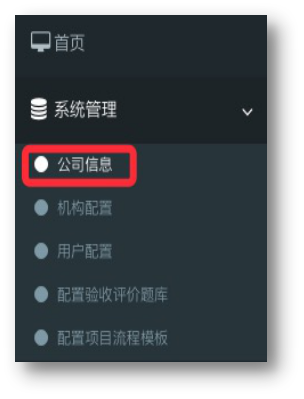 首页
系统管理
公司信息
机构配置
用户配置
配置验收评价题库
配置项目流程模板